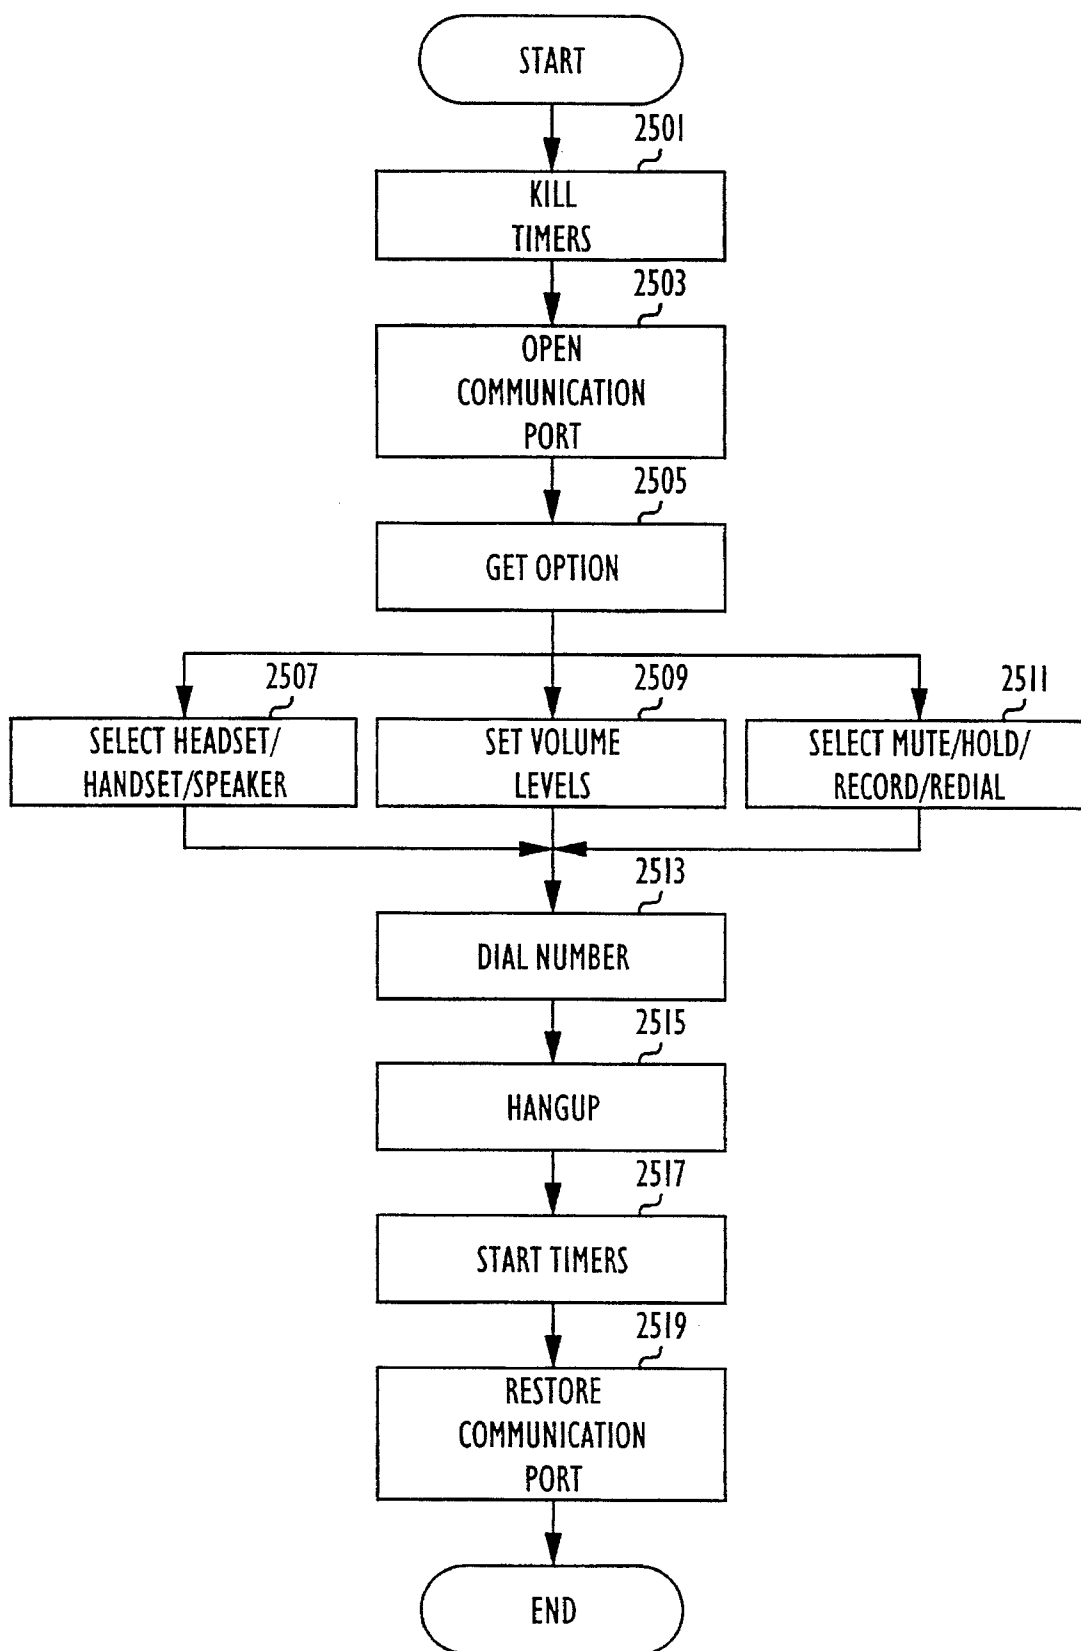 START
2501
KILL
TIMERS
2503
OPEN
COMMUNICATION
PORT
2505
GET OPTION
2507
SELECT HEADSET/
HANDSET/SPEAKER
2509
SET VOLUME
LEVELS
2511
SELECT MUTE/HOLD/
RECORD/REDIAL
2513
DIAL NUMBER
2515
HANGUP
2517
START TIMERS
2519
RESTORE
COMMUNICATION
PORT
END